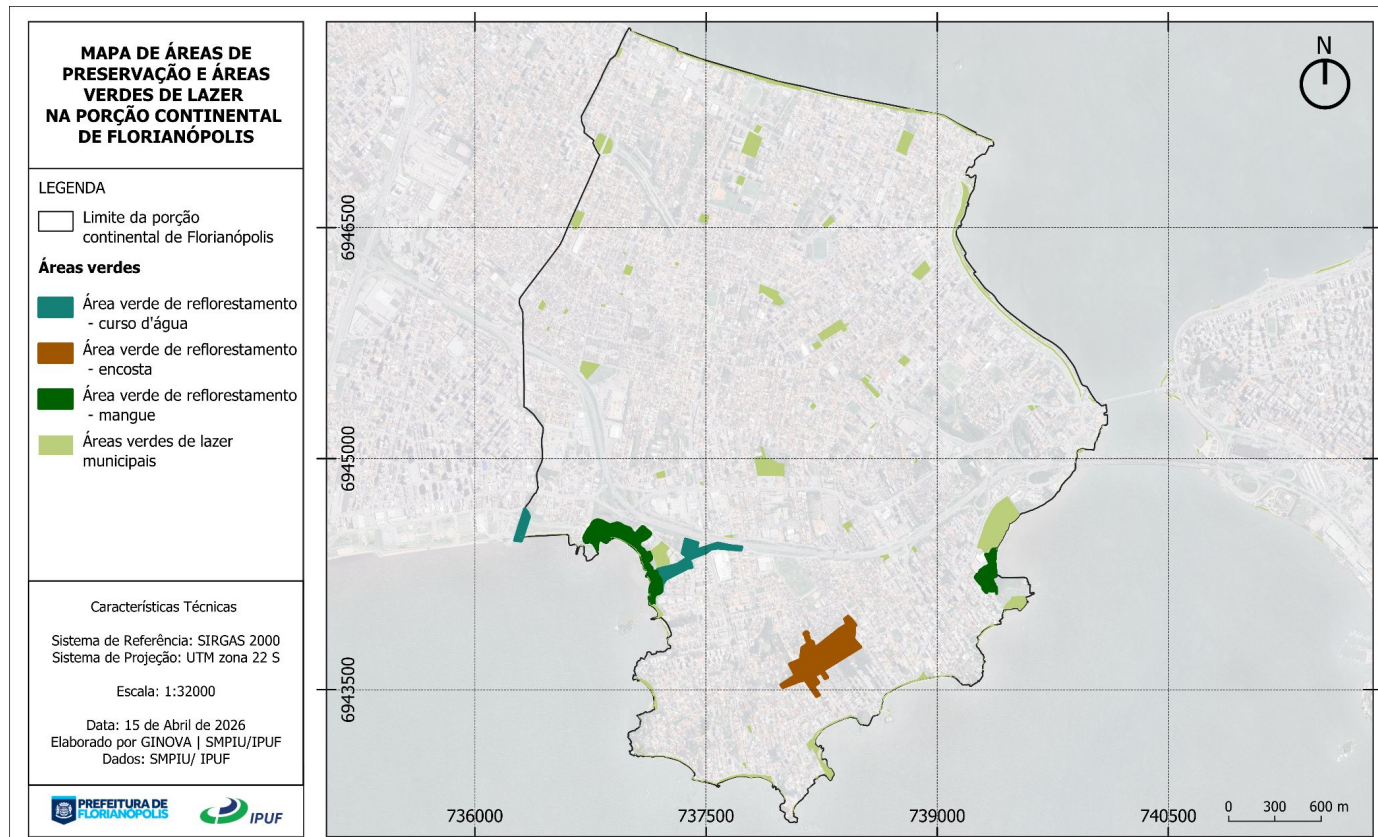 MAPA DE ÁREAS DE
PRESERVAÇÃO E ÁREAS
VERDES DE LAZER
NA PORÇÃO CONTINENTAL
DE FLORIANÓPOLIS
LEGENDA
Limite da porção
continental de Florianópolis
Áreas verdes
Área verde de reflorestamento
- curso d'água
Área verde de reflorestamento
- encosta
Área verde de reflorestamento
- mangue
Áreas verdes de lazer
municipais
Características Técnicas
Sistema de Referência: SIRGAS 2000
Sistema de Projeção: UTM zona 22 S
Escala: 1:32000
Data: 15 de Abril de 2026
Elaborado por GINOVA | SMPIU/IPUF
Dados: SMPIU/ IPUF
PREFEITURA DE
FLORIANÓPOLIS
IPUF
N
6946500
6945000
6943500
736000
737500
739000
740500
0 300 600 m